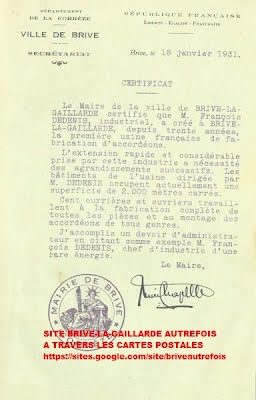 DÉPARTEMENT
DE LA CORRÈZE
VILLE DE BRIVE
SECRÉTARIAT
RÉPUBLIQUE FRANÇAISE
LIBERTÉ - EGALITÉ - FRATERNITÉ
Brive, le 18 janvier 1931.
CERTIFICAT
Le Maire de la ville de BRIVE-LA-
GAILLARDE certifie que M. François
DEDENIS, industriel, a créé à BRIVE-
LA-GAILLARDE, depuis trente années,
la première usine française de fa-
brication d'accordéons.
L'extension rapide et considérable
prise par cette industrie a nécessité
des agrandissements successifs. Les
bâtiments de l'usine dirigée par
M. DEDENIS occupent actuellement une
superficie de 2.000 mètres carrés.
Cent ouvrières et ouvriers travail-
lent à la fabrication complète de
toutes les pièces et au montage des
accordéons de tous genres.
J'accomplis un devoir d'administra-
teur en citant comme exemple M. Fran-
çois DEDENIS, chef d'industrie d'une
rare énergie.
Le Maire,
MAIRIE DE BRIVE
SITE BRIVE-LA-GAILLARDE AUTREFOIS
A TRAVERS LES CARTES POSTALES
https://sites.google.com/site/briveautrefois